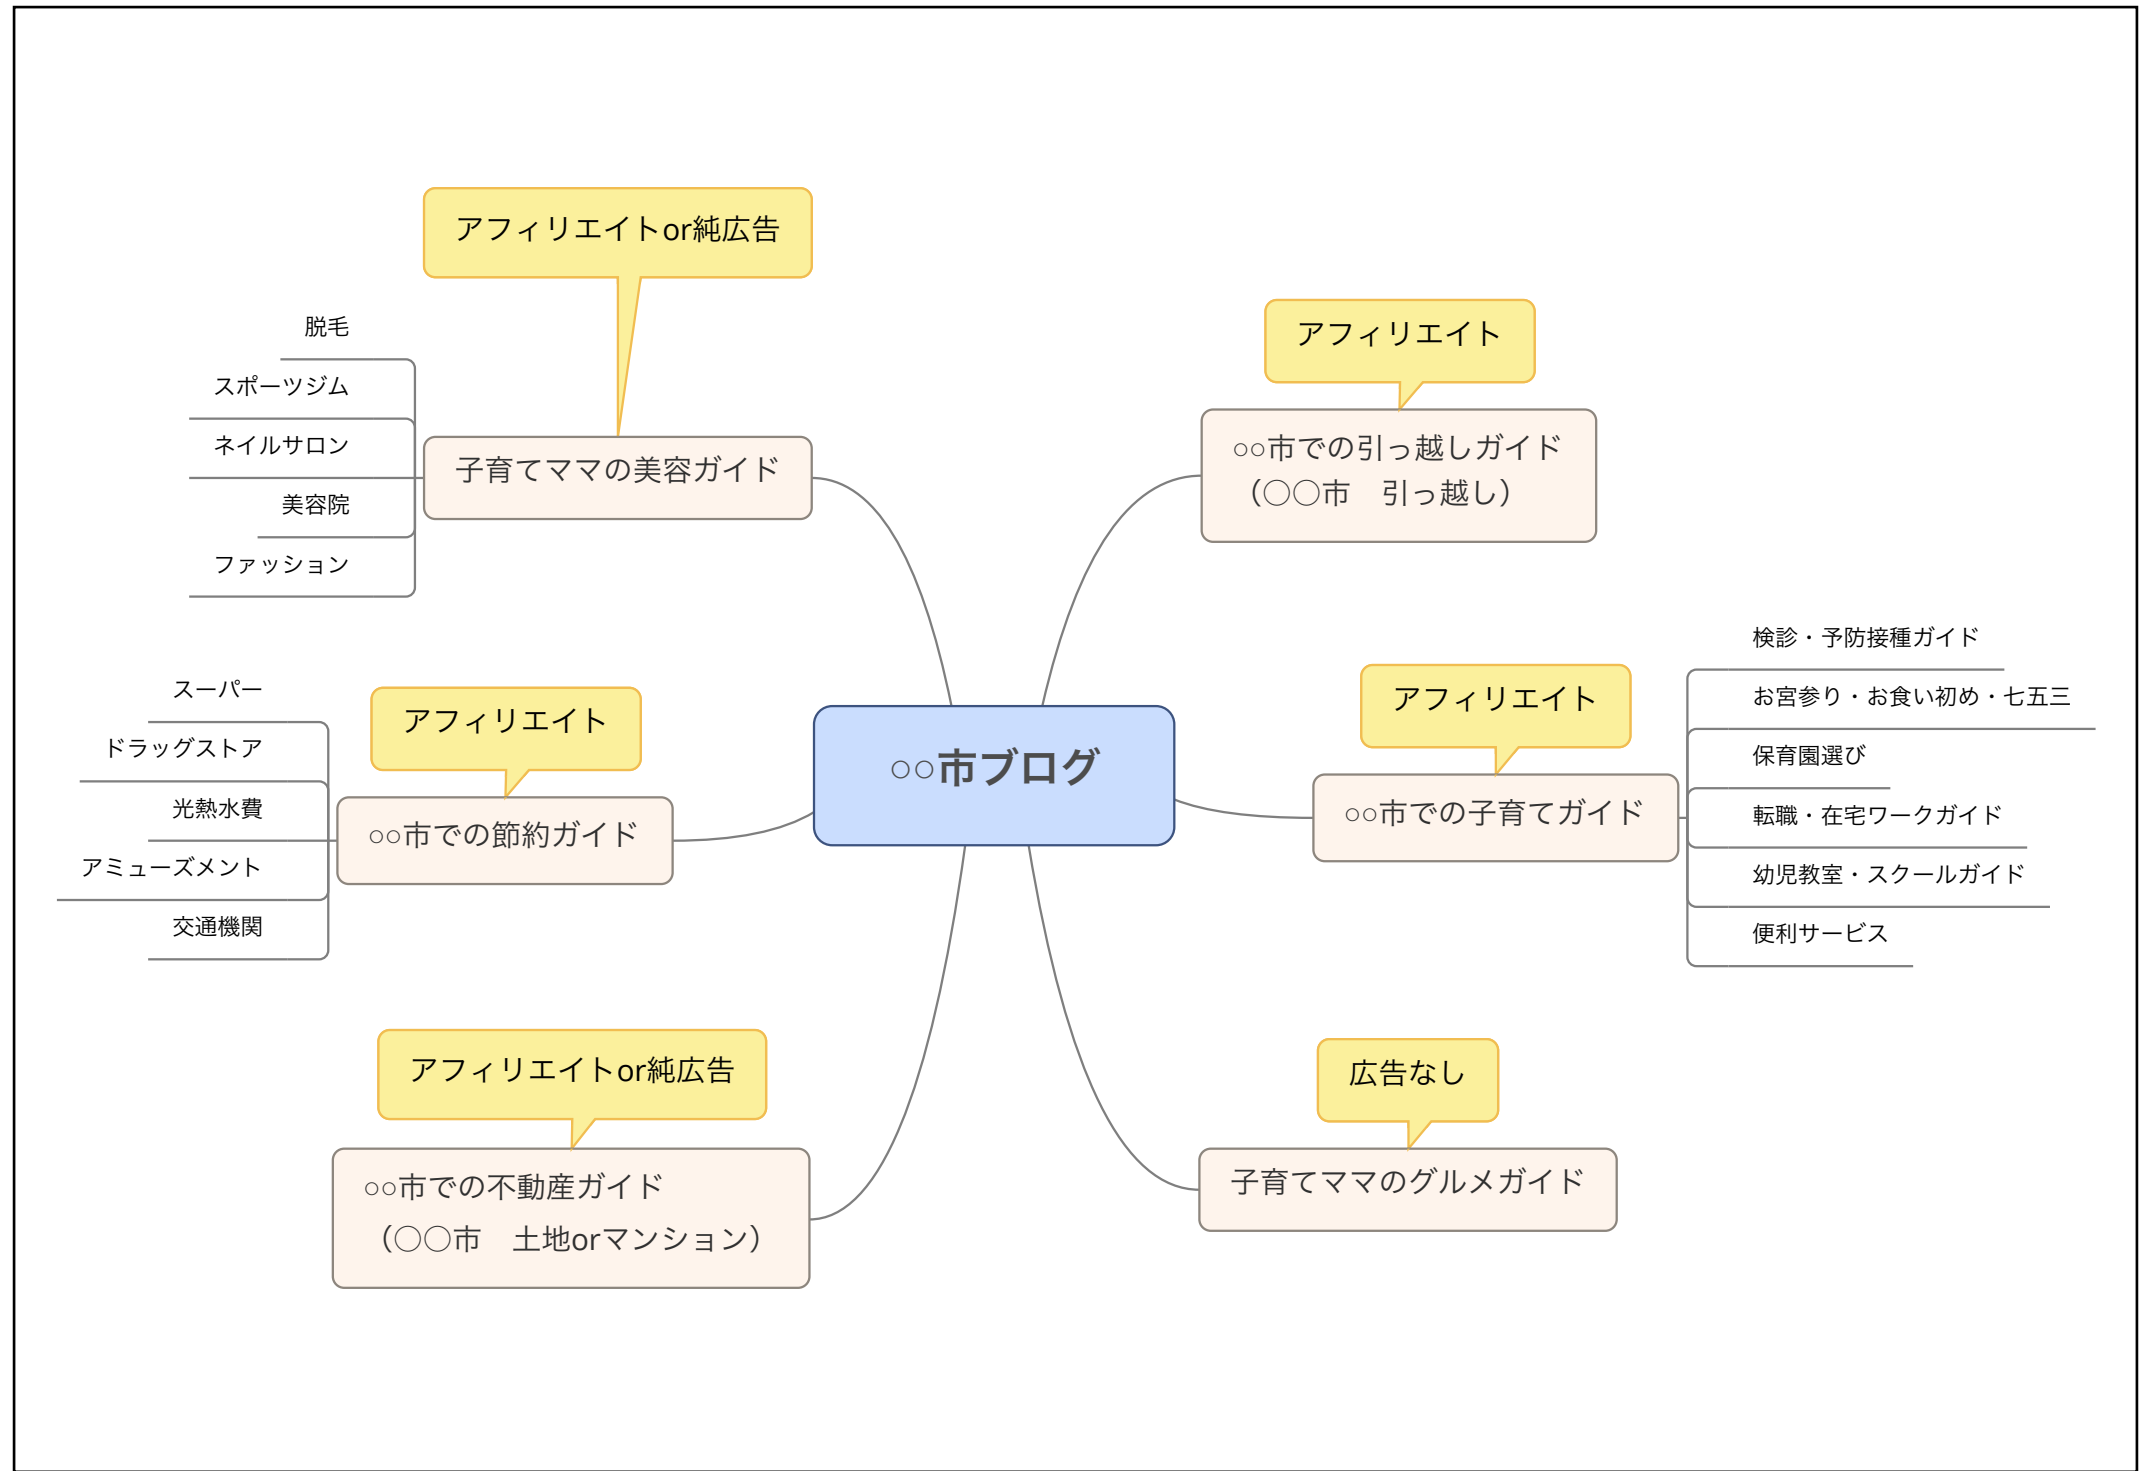 ○○市ブログ
アフィリエイト
○○市での引っ越しガイド
（◯◯市　引っ越し）
アフィリエイト
○○市での子育てガイド
検診・予防接種ガイド
お宮参り・お食い初め・七五三
保育園選び
転職・在宅ワークガイド
幼児教室・スクールガイド
便利サービス
広告なし
子育てママのグルメガイド
アフィリエイトor純広告
○○市での不動産ガイド
（◯◯市　土地orマンション）
アフィリエイト
○○市での節約ガイド
スーパー
ドラッグストア
光熱水費
アミューズメント
交通機関
アフィリエイトor純広告
子育てママの美容ガイド
脱毛
スポーツジム
ネイルサロン
美容院
ファッション